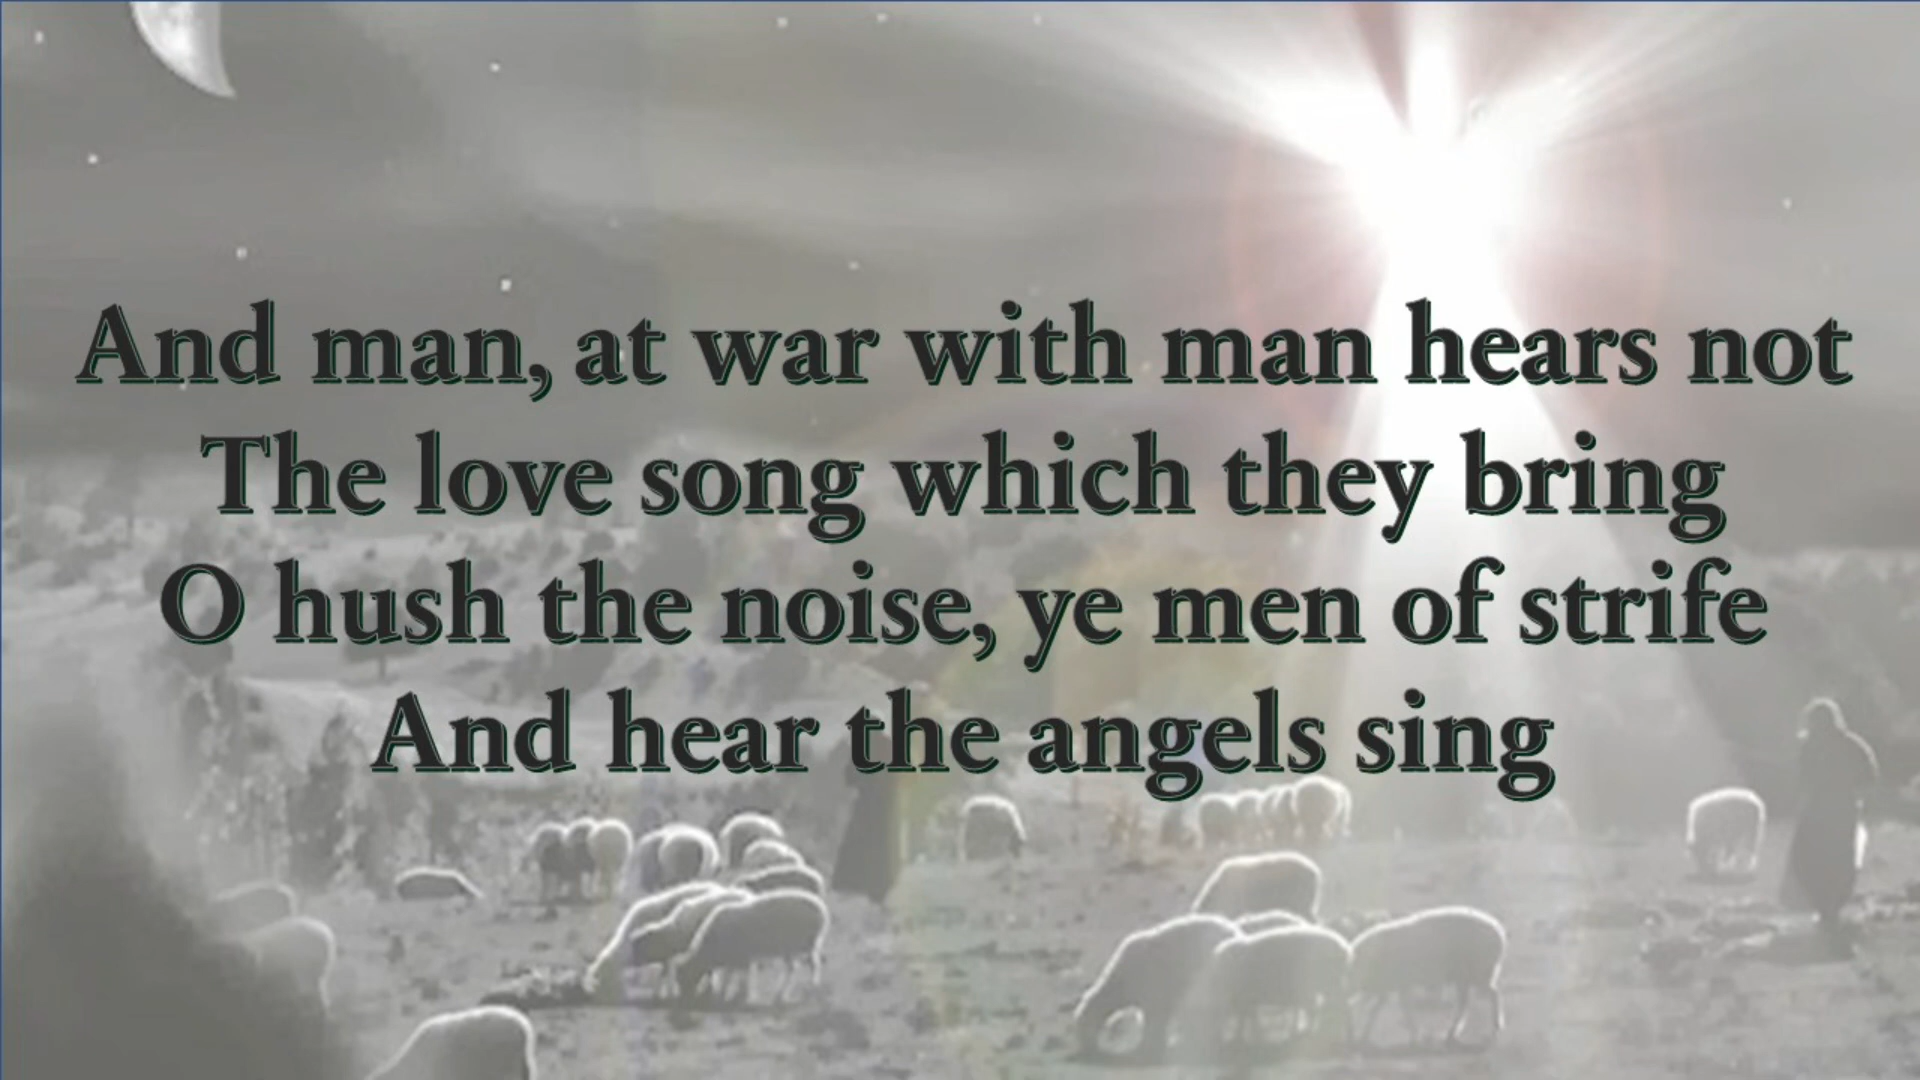 And man, at war with man hears not
The love song which they bring
O hush the noise, ye men of strife
And hear the angels sing